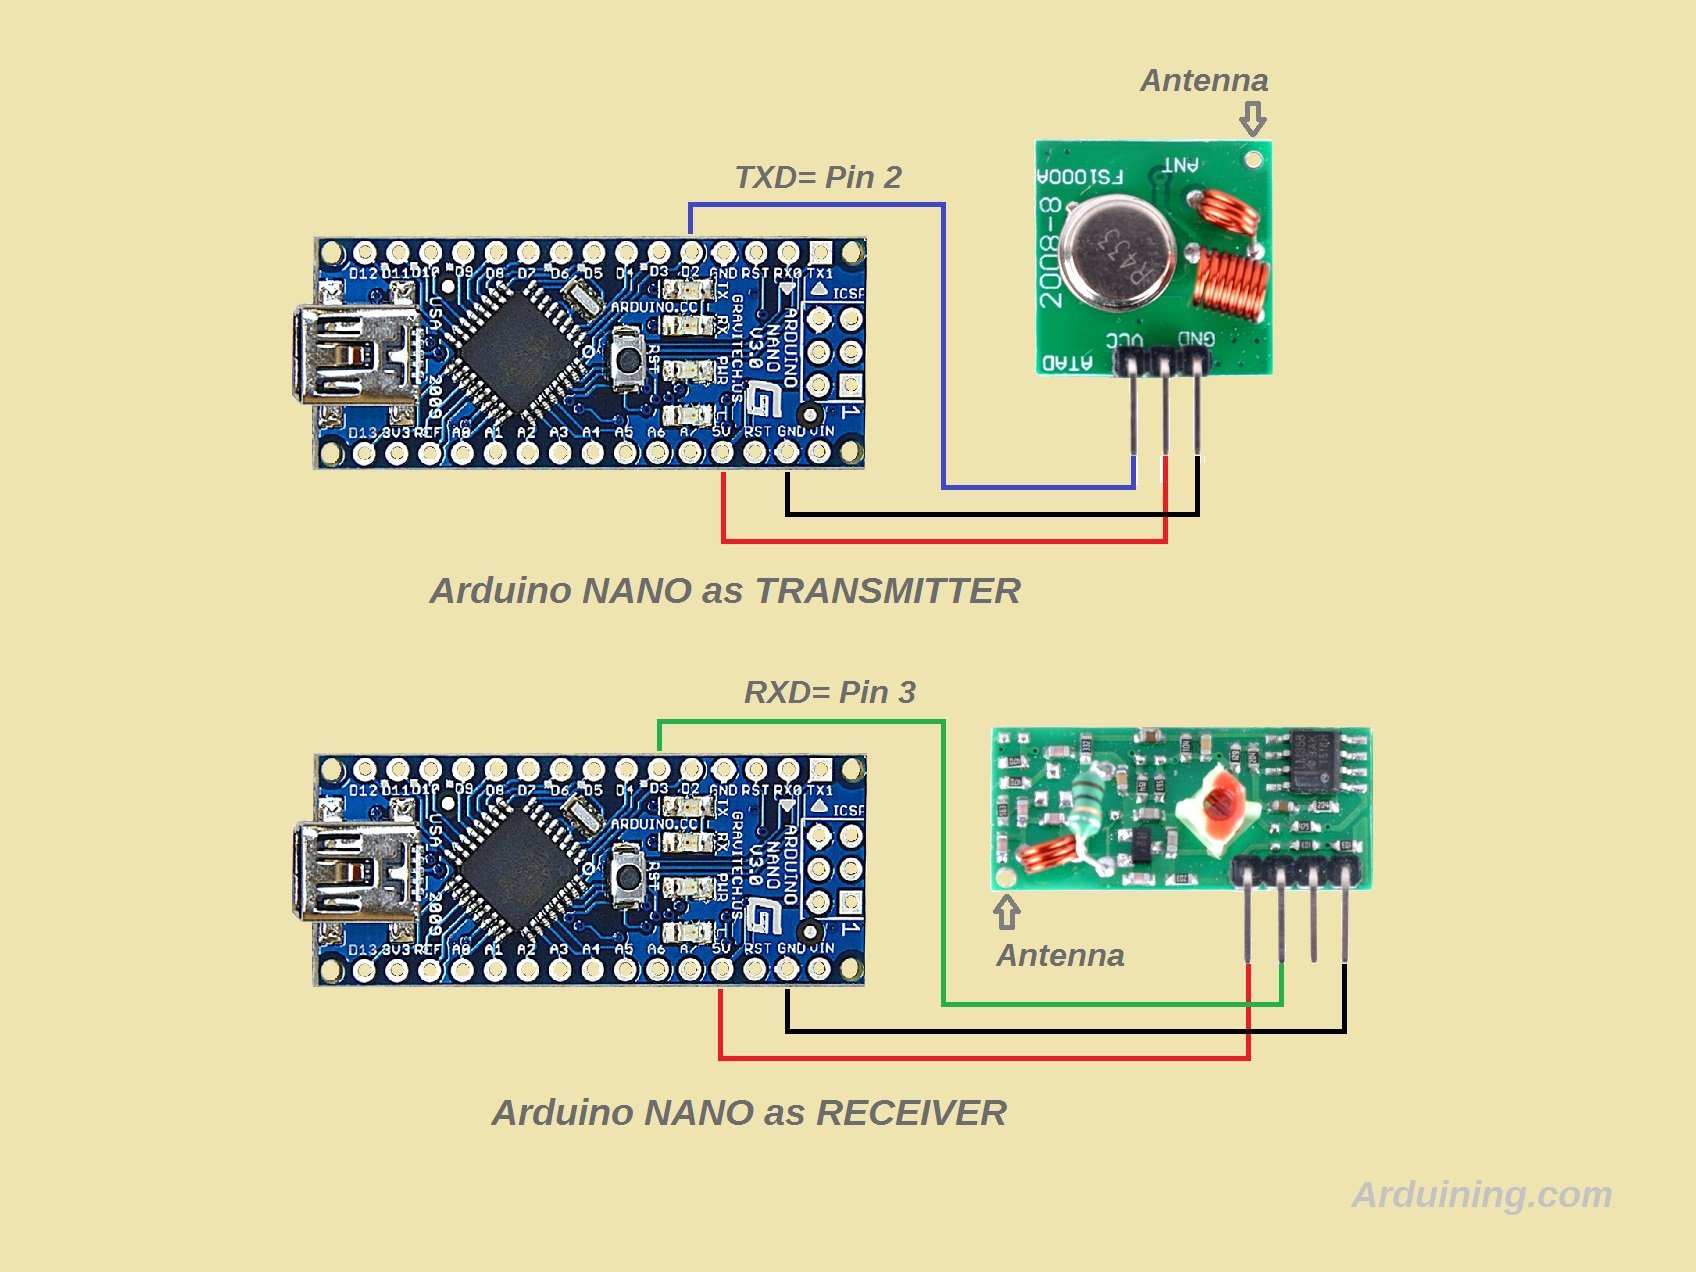 Antenna
TXD= Pin 2
ANT
FS1000A
2008-8
R433
VCC
GND
ATAD
D12 D11 D10 D9 D8 D7 D6 D5 D4 D3 D2 GND RST RX0 TX1
ICSP
ARDUINO.CC
TX
RX
PWR
L
RST
GRAVITECH.US
ARDUINO
NANO
V3.0
USA
2009
1
D13 3V3 REF A0 A1 A2 A3 A4 A5 A6 A7 5V RST GND VIN
Arduino NANO as TRANSMITTER
RXD= Pin 3
D12 D11 D10 D9 D8 D7 D6 D5 D4 D3 D2 GND RST RX0 TX1
ICSP
ARDUINO.CC
TX
RX
PWR
L
RST
GRAVITECH.US
ARDUINO
NANO
V3.0
USA
2009
1
D13 3V3 REF A0 A1 A2 A3 A4 A5 A6 A7 5V RST GND VIN
332
204
Antenna
Arduino NANO as RECEIVER
Arduining.com